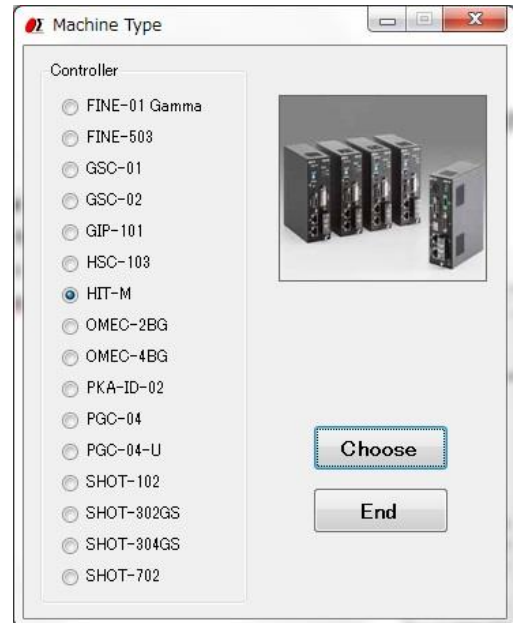 Machine Type
Controller
FINE-01 Gamma
FINE-503
GSC-01
GSC-02
GIP-101
HSC-103
HIT-M
OMEC-2BG
OMEC-4BG
PKA-ID-02
PGC-04
PGC-04-U
SHOT-102
SHOT-302GS
SHOT-304GS
SHOT-702
Choose
End